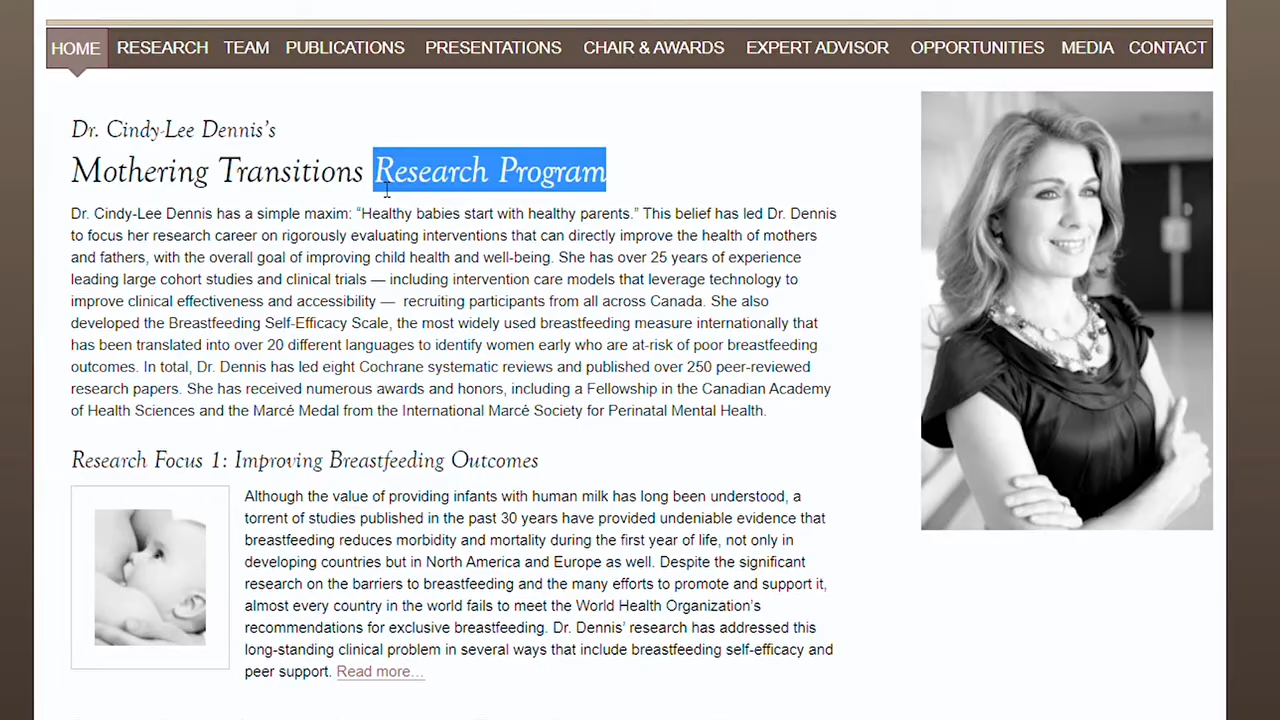 HOME RESEARCH TEAM PUBLICATIONS PRESENTATIONS CHAIR & AWARDS EXPERT ADVISOR OPPORTUNITIES MEDIA CONTACT
Dr. Cindy-Lee Dennis's
Mothering Transitions Research Program
Dr. Cindy-Lee Dennis has a simple maxim: “Healthy babies start with healthy parents.” This belief has led Dr. Dennis
to focus her research career on rigorously evaluating interventions that can directly improve the health of mothers
and fathers, with the overall goal of improving child health and well-being. She has over 25 years of experience
leading large cohort studies and clinical trials — including intervention care models that leverage technology to
improve clinical effectiveness and accessibility — recruiting participants from all across Canada. She also
developed the Breastfeeding Self-Efficacy Scale, the most widely used breastfeeding measure internationally that
has been translated into over 20 different languages to identify women early who are at-risk of poor breastfeeding
outcomes. In total, Dr. Dennis has led eight Cochrane systematic reviews and published over 250 peer-reviewed
research papers. She has received numerous awards and honors, including a Fellowship in the Canadian Academy
of Health Sciences and the Marcé Medal from the International Marcé Society for Perinatal Mental Health.
Research Focus 1: Improving Breastfeeding Outcomes
Although the value of providing infants with human milk has long been understood, a
torrent of studies published in the past 30 years have provided undeniable evidence that
breastfeeding reduces morbidity and mortality during the first year of life, not only in
developing countries but in North America and Europe as well. Despite the significant
research on the barriers to breastfeeding and the many efforts to promote and support it,
almost every country in the world fails to meet the World Health Organization's
recommendations for exclusive breastfeeding. Dr. Dennis' research has addressed this
long-standing clinical problem in several ways that include breastfeeding self-efficacy and
peer support. Read more...